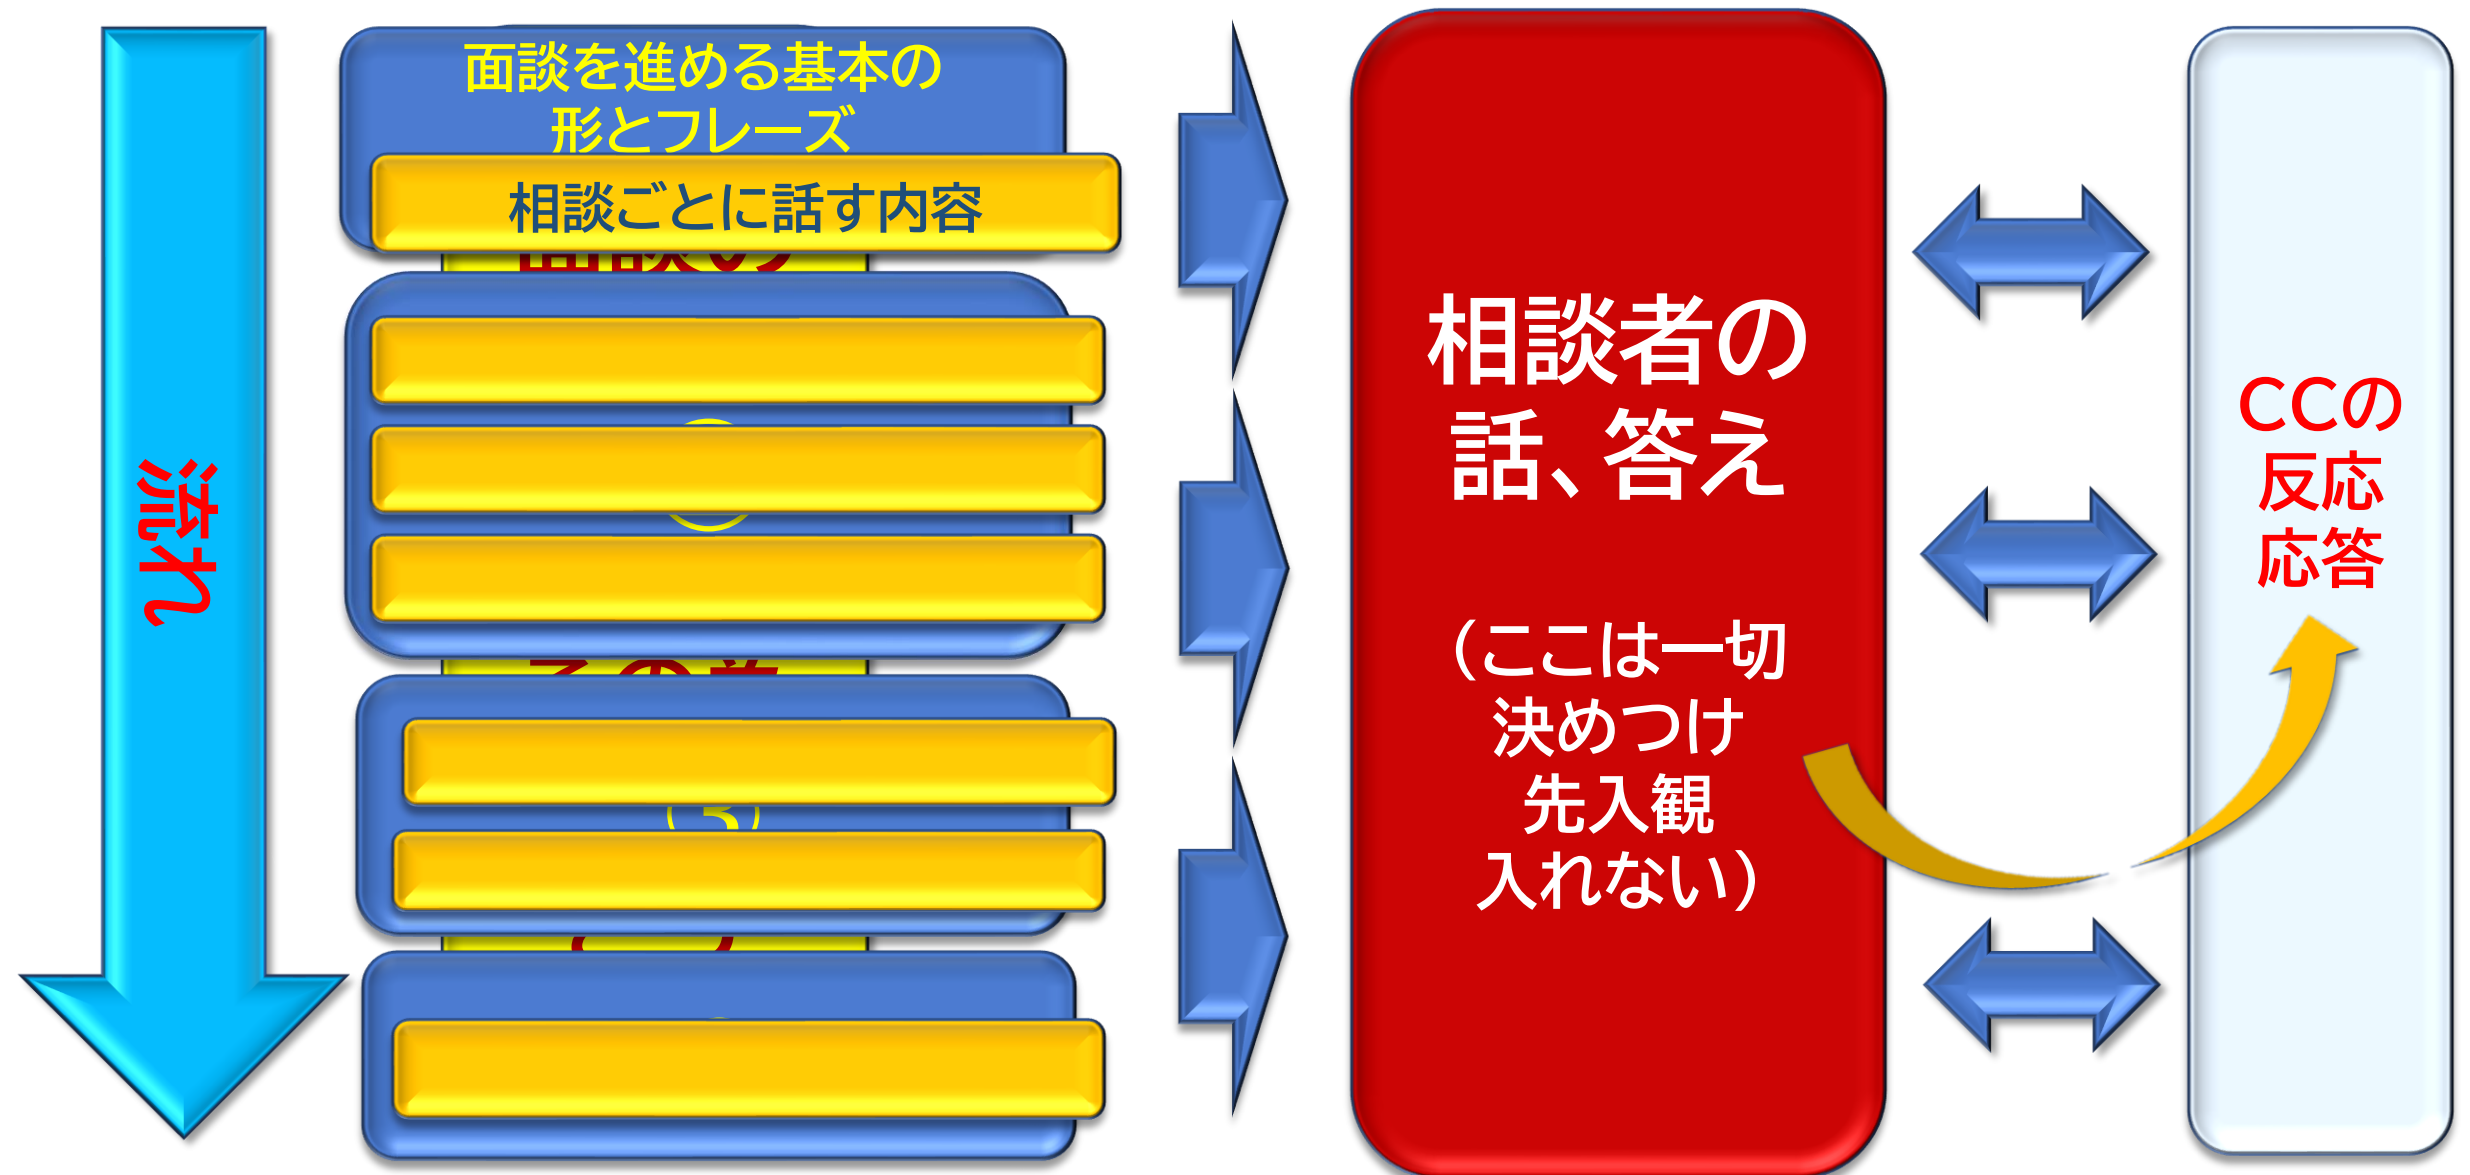 流れ
面談を進める基本の
形とフレーズ
相談ごとに話す内容
③
相談者の
話、答え
（ここは一切
決めつけ
先入観
入れない）
CCの
反応
応答